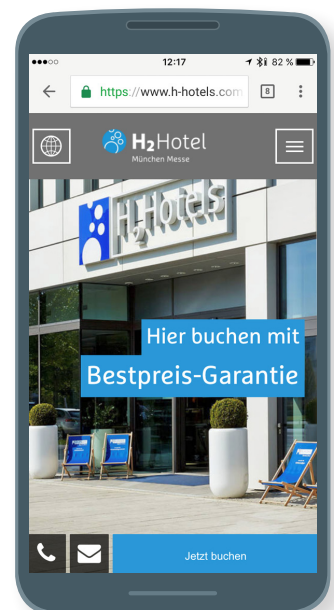 12:17
82 %
https://www.h-hotels.com
8
H₂Hotel
München Messe
H₂Hotels
Hier buchen mit
Bestpreis-Garantie
Jetzt buchen